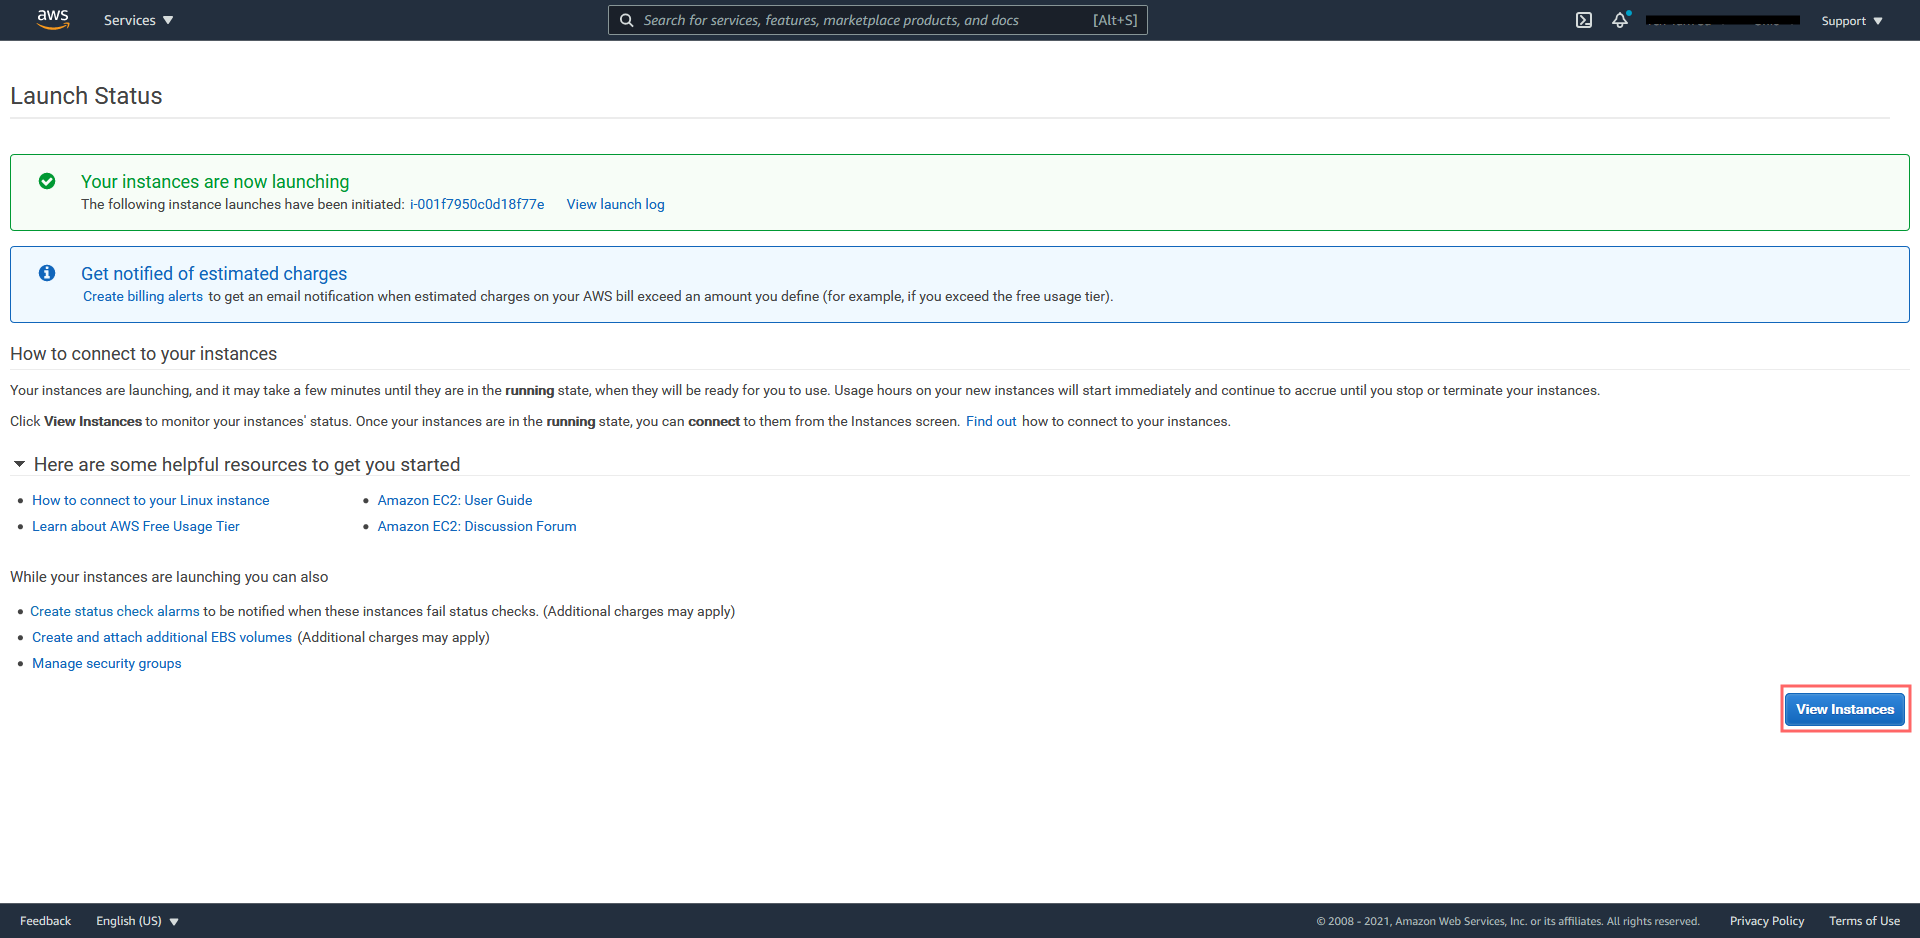 aws Services Search for services, features, marketplace products, and docs [Alt+S] Support
Launch Status
Your instances are now launching
The following instance launches have been initiated: i-001f7950c0d18f77e View launch log
Get notified of estimated charges
Create billing alerts to get an email notification when estimated charges on your AWS bill exceed an amount you define (for example, if you exceed the free usage tier).
How to connect to your instances
Your instances are launching, and it may take a few minutes until they are in the running state, when they will be ready for you to use. Usage hours on your new instances will start immediately and continue to accrue until you stop or terminate your instances.
Click View Instances to monitor your instances' status. Once your instances are in the running state, you can connect to them from the Instances screen. Find out how to connect to your instances.
Here are some helpful resources to get you started
How to connect to your Linux instance Amazon EC2: User Guide
Learn about AWS Free Usage Tier Amazon EC2: Discussion Forum
While your instances are launching you can also
Create status check alarms to be notified when these instances fail status checks. (Additional charges may apply)
Create and attach additional EBS volumes (Additional charges may apply)
Manage security groups
View Instances
Feedback English (US) © 2008 - 2021, Amazon Web Services, Inc. or its affiliates. All rights reserved. Privacy Policy Terms of Use